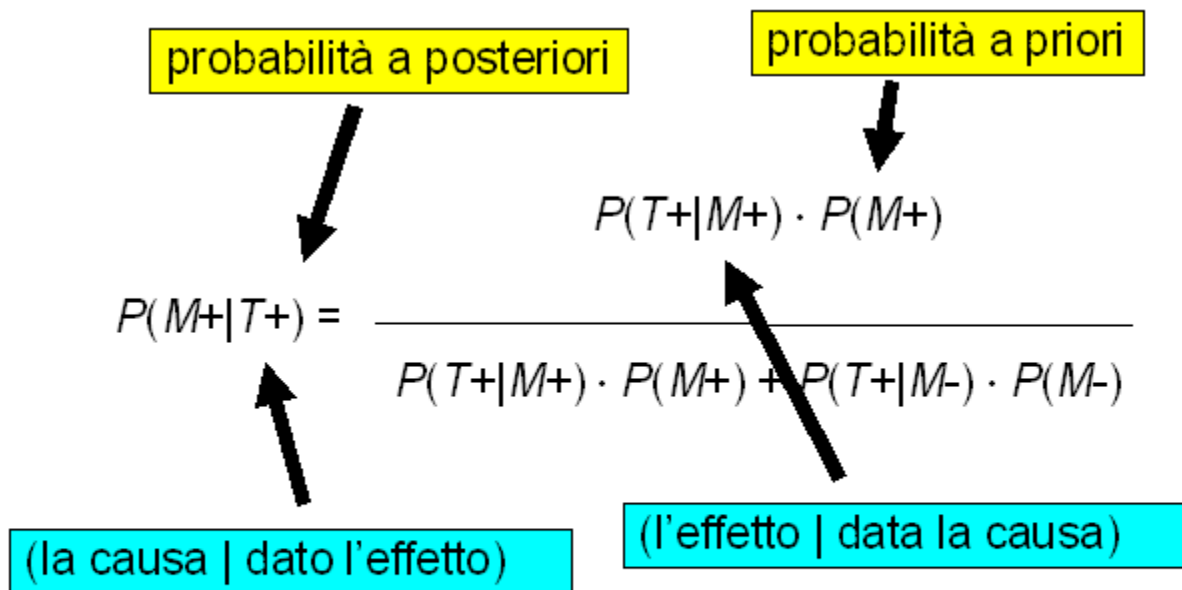 probabilità a posteriori
probabilità a priori
P(T+|M+) · P(M+)
P(M+|T+) =
P(T+|M+) · P(M+) + P(T+|M-) · P(M-)
(la causa | dato l'effetto)
(l'effetto | data la causa)